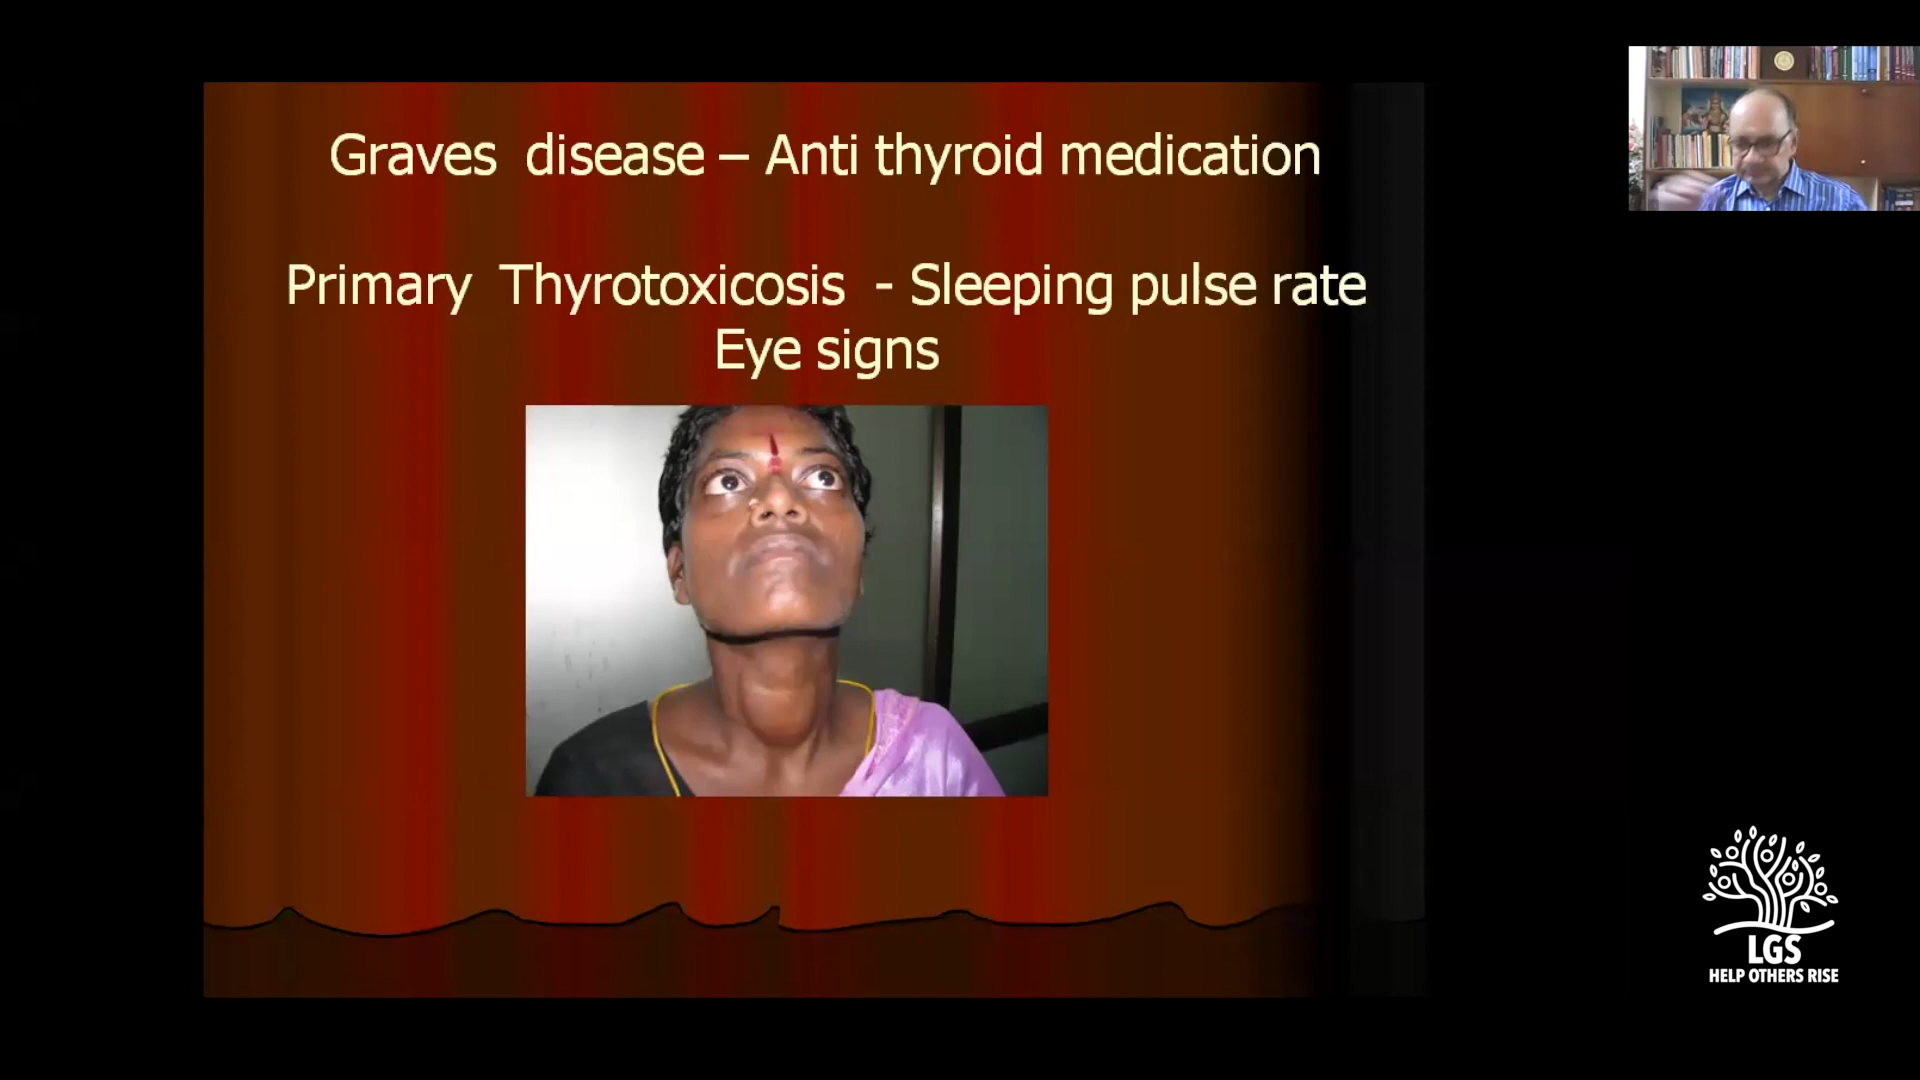 Graves disease – Anti thyroid medication
Primary Thyrotoxicosis - Sleeping pulse rate
Eye signs
LGS
HELP OTHERS RISE